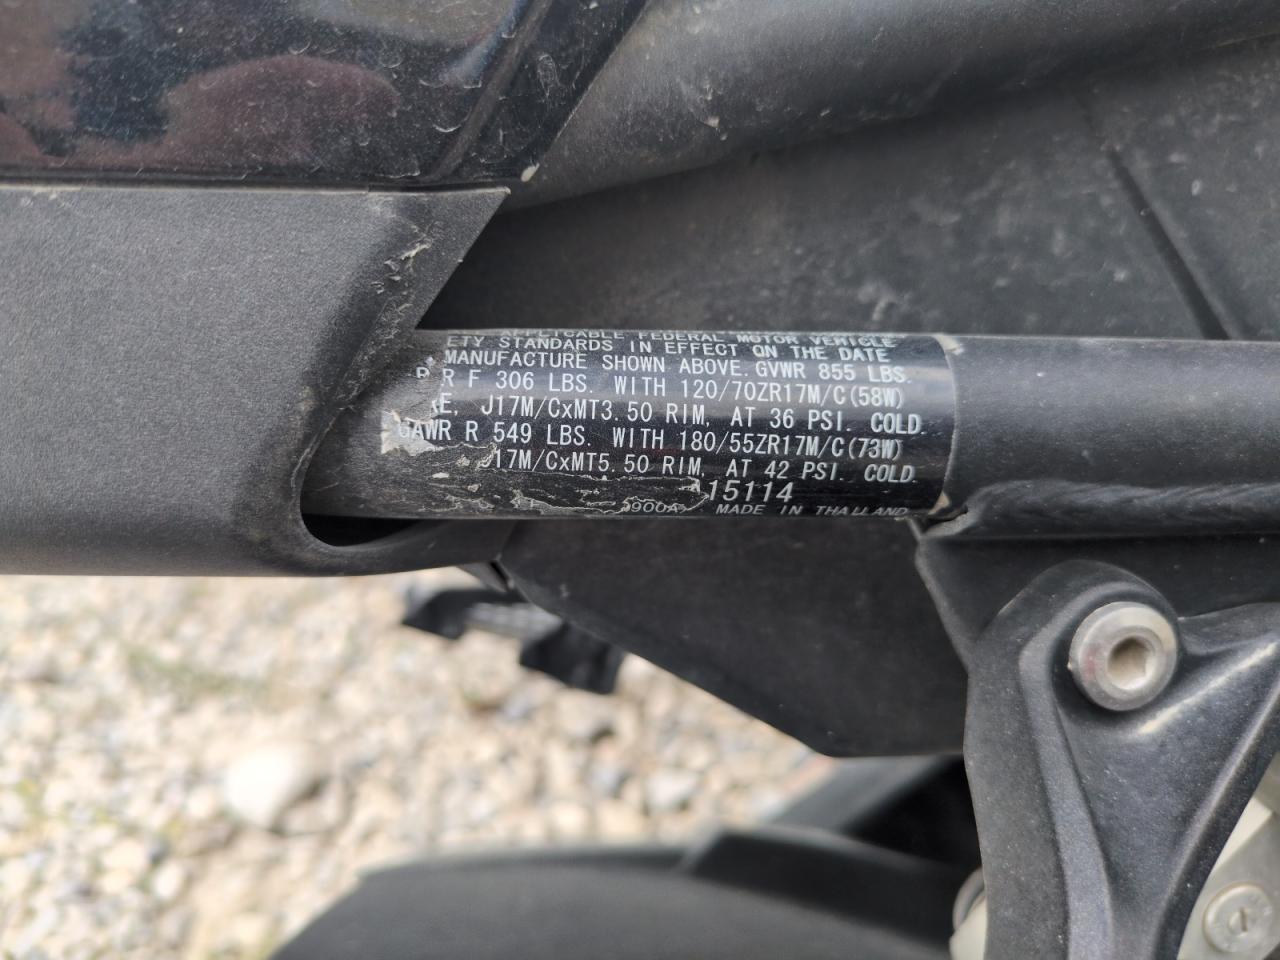 APPLICABLE FEDERAL MOTOR VEHICLE
ETY STANDARDS IN EFFECT ON THE DATE
MANUFACTURE SHOWN ABOVE. GVWR 855 LBS.
R F 306 LBS. WITH 120/70ZR17M/C(58W)
RE, J17M/CxMT3.50 RIM, AT 36 PSI. COLD.
GAWR R 549 LBS. WITH 180/55ZR17M/C(73W)
J17M/CxMT5.50 RIM, AT 42 PSI. COLD.
15114
900A MADE IN THAILAND